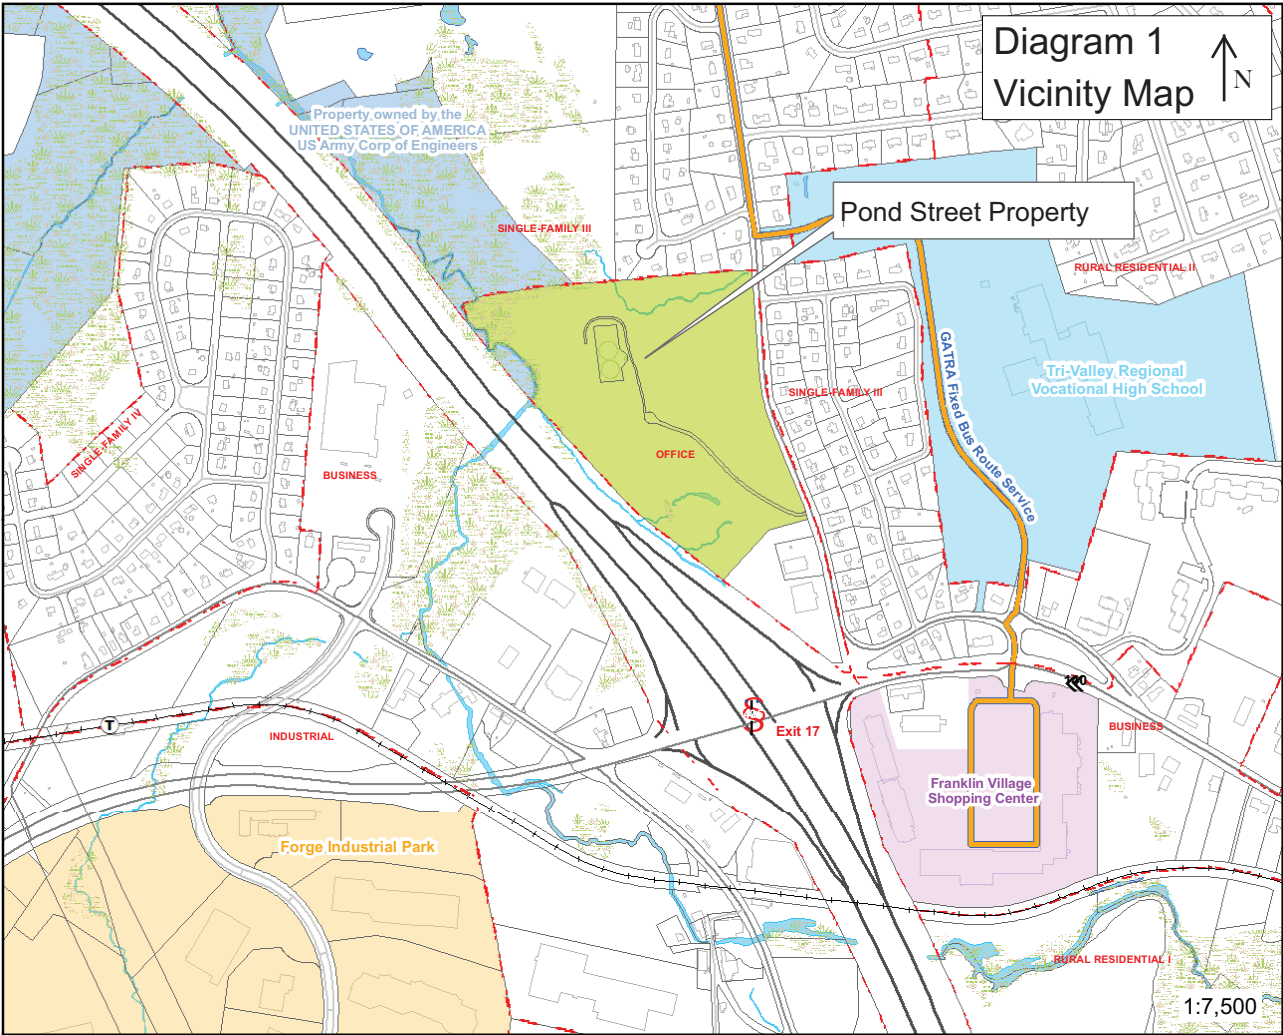 Diagram 1
Vicinity Map
N
Property owned by the
UNITED STATES OF AMERICA
US Army Corp of Engineers
Pond Street Property
SINGLE-FAMILY III
RURAL RESIDENTIAL II
GATRA Fixed Bus Route Service
Tri-Valley Regional
Vocational High School
SINGLE-FAMILY III
SINGLE-FAMILY IV
OFFICE
BUSINESS
T
INDUSTRIAL
Exit 17
BUSINESS
Franklin Village
Shopping Center
Forge Industrial Park
RURAL RESIDENTIAL I
1:7,500